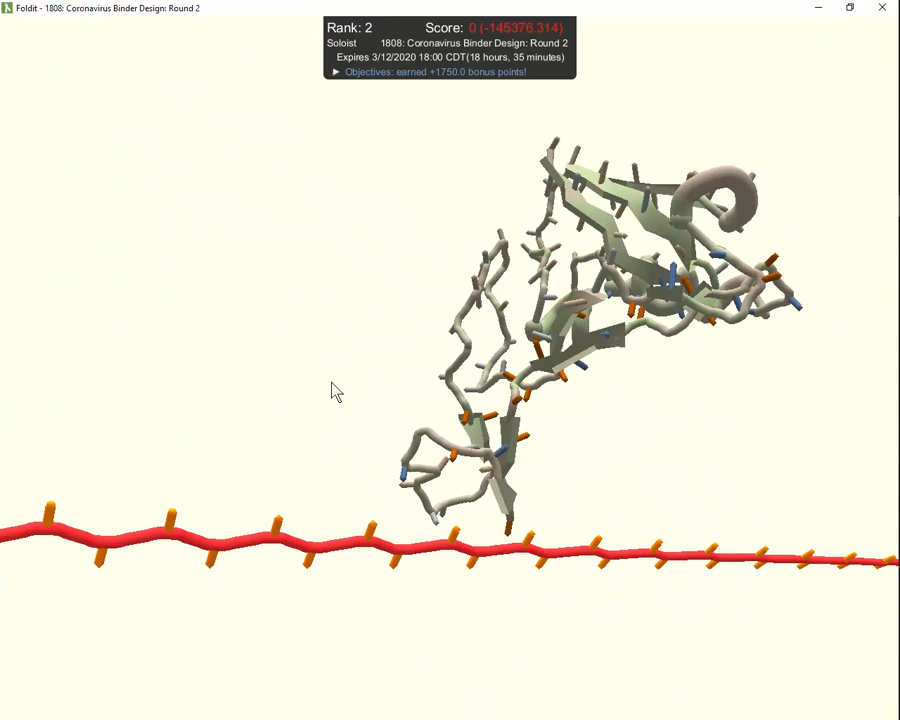 Foldit - 1808: Coronavirus Binder Design: Round 2
Rank: 2 Score: 0 (-145376.314)
Soloist 1808: Coronavirus Binder Design: Round 2
Expires 3/12/2020 18:00 CDT(18 hours, 35 minutes)
Objectives: earned +1750.0 bonus points!